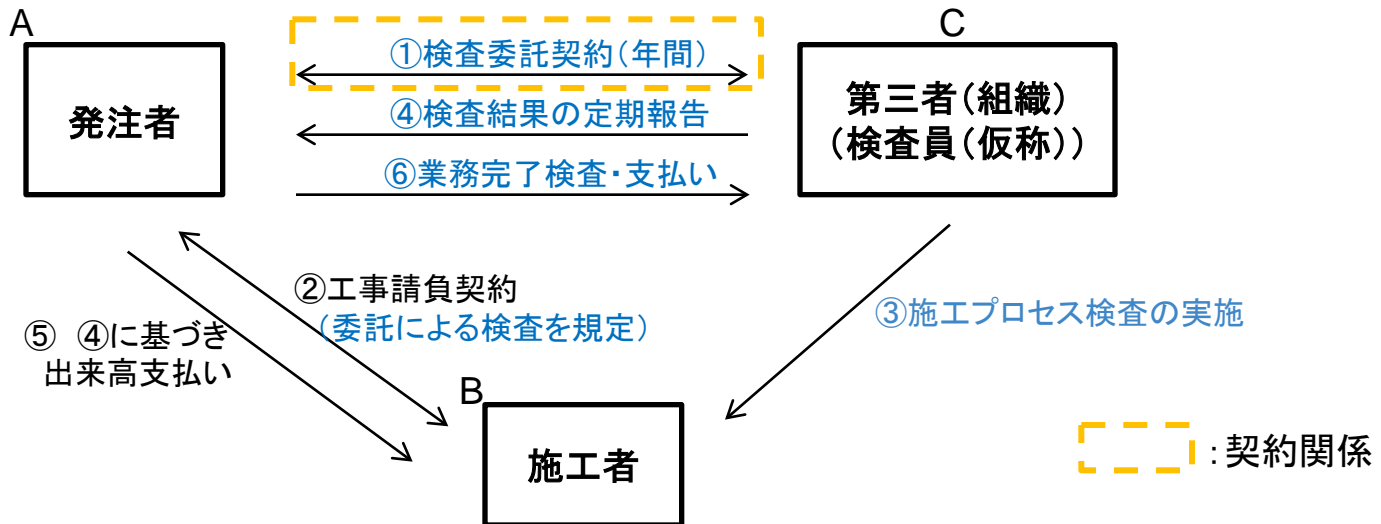 A
C
発注者
①検査委託契約(年間)
④検査結果の定期報告
⑥業務完了検査・支払い
第三者(組織)
(検査員(仮称))
②工事請負契約
(委託による検査を規定)
③施工プロセス検査の実施
⑤ ④に基づき
出来高支払い
B
施工者
:契約関係